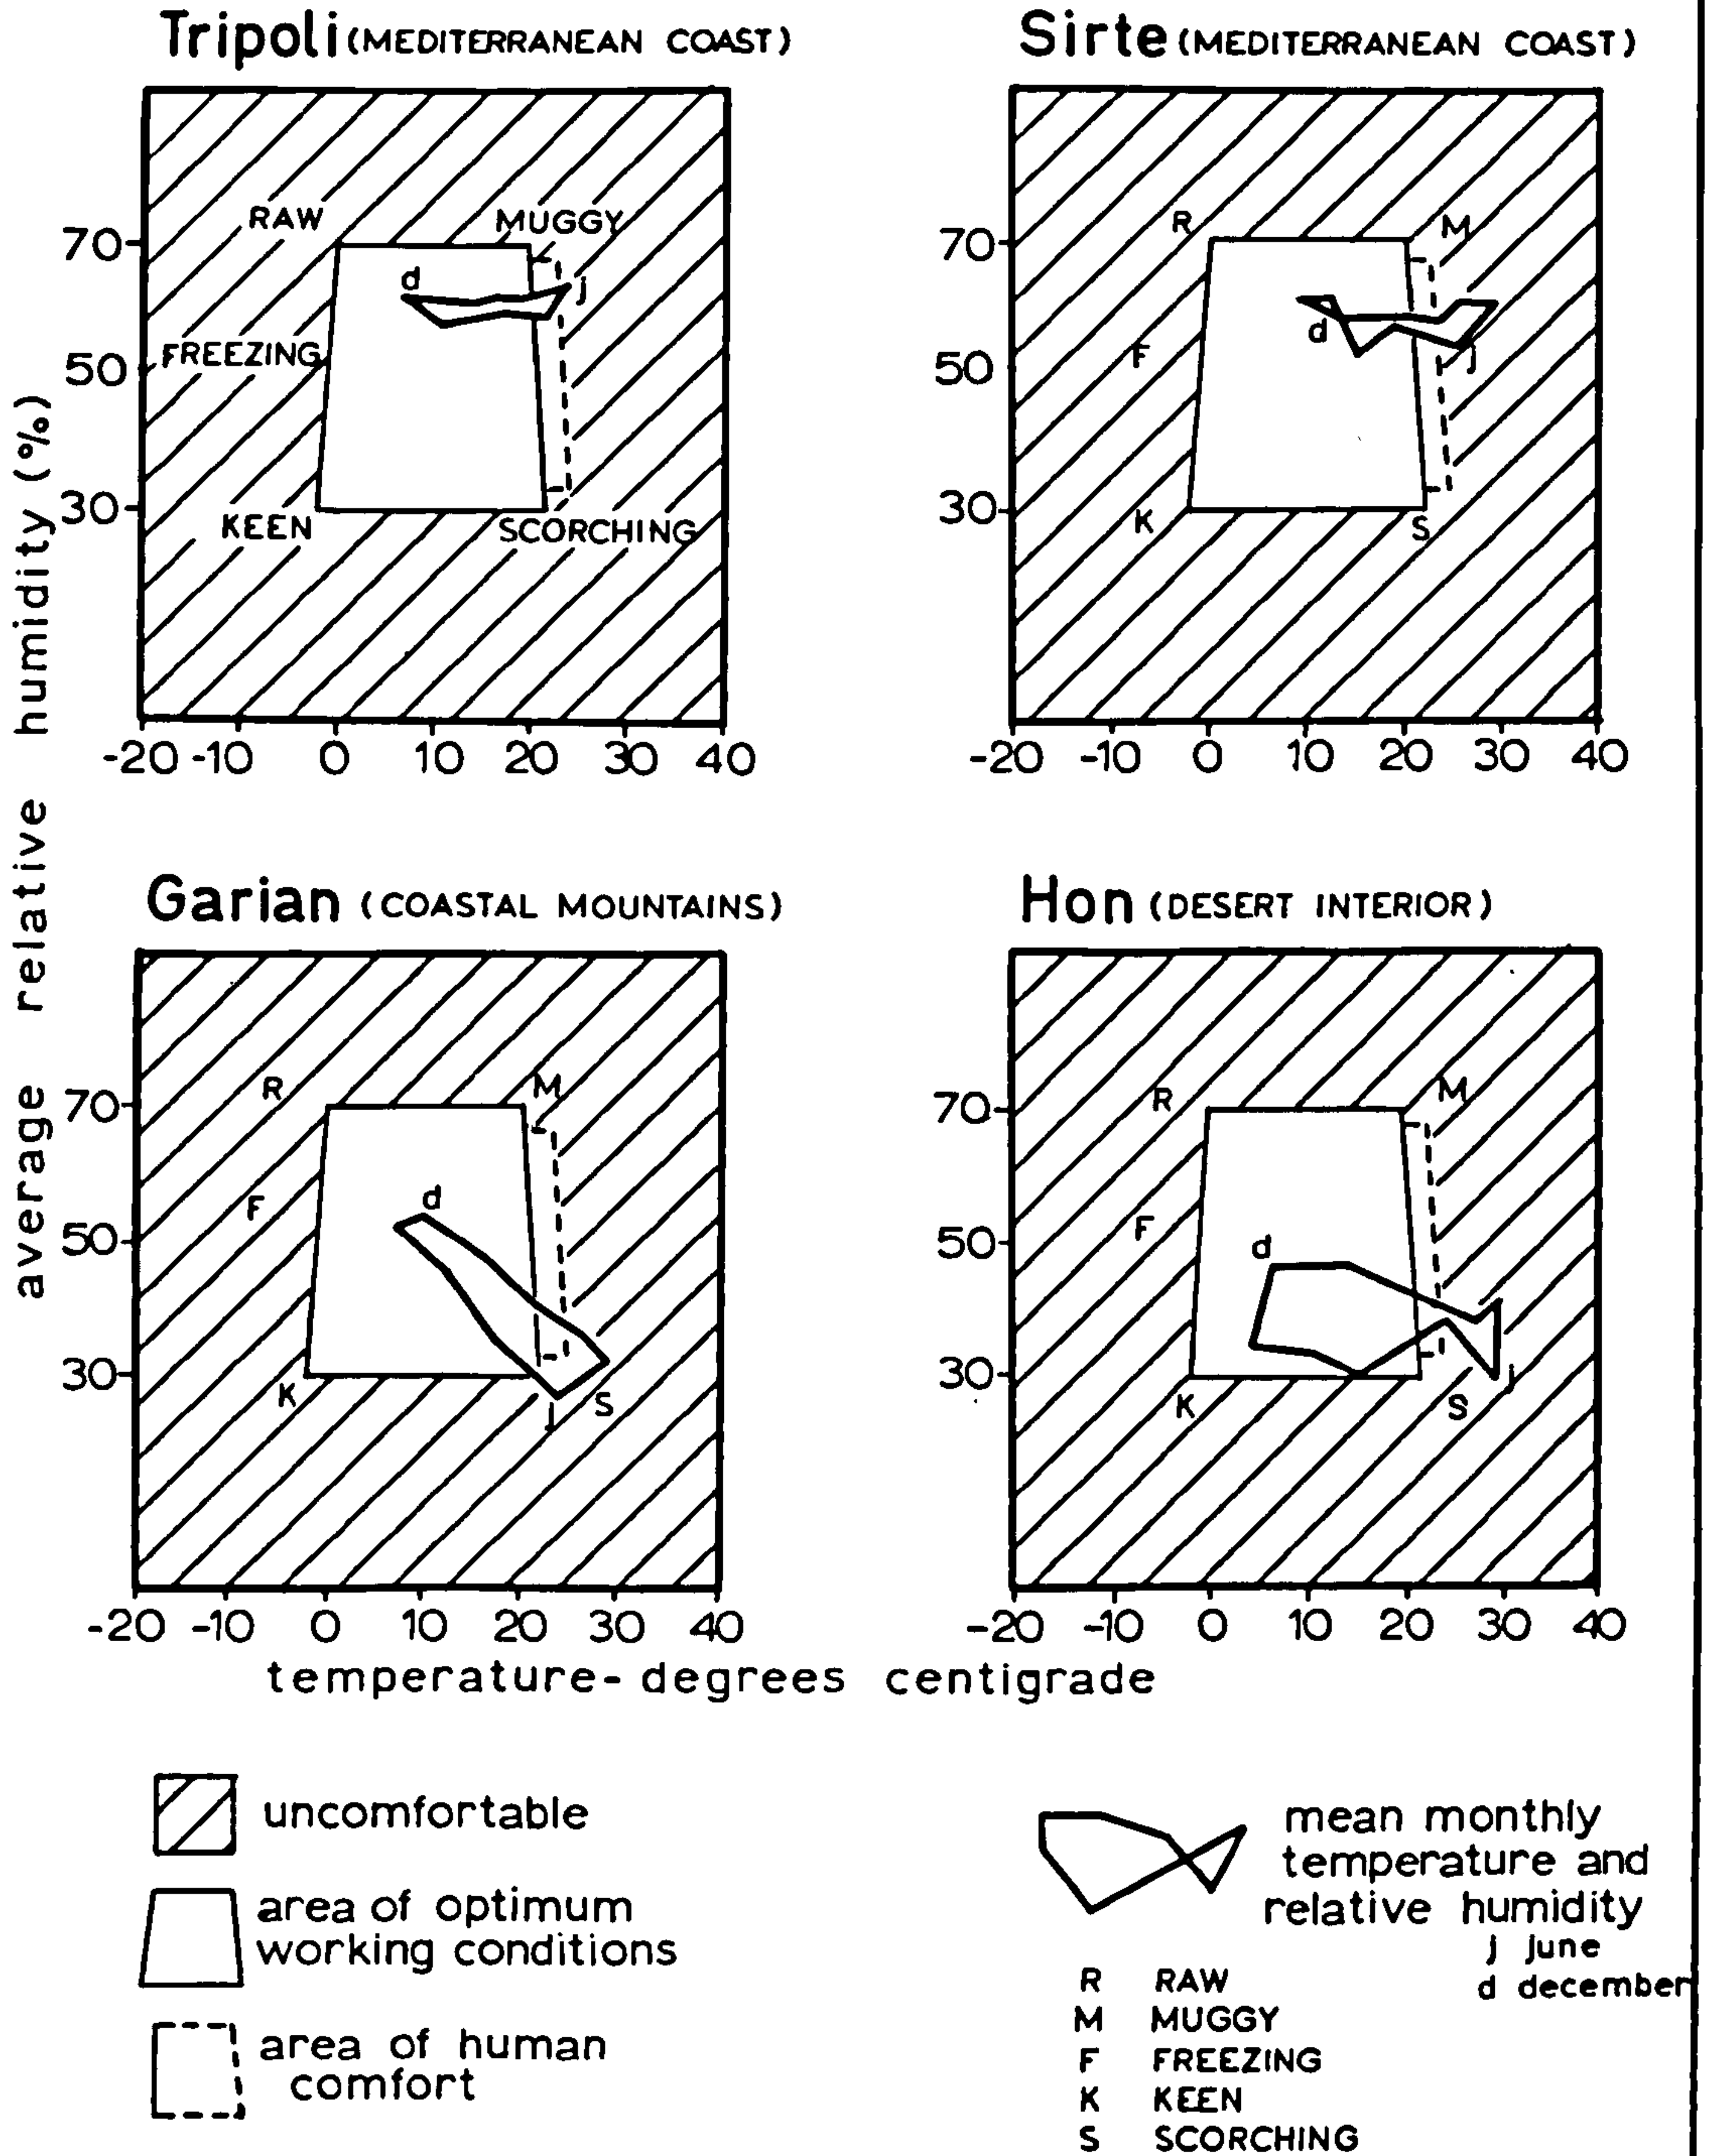 Tripoli (MEDITERRANEAN COAST)
RAW
MUGGY
d
j
FREEZING
KEEN
SCORCHING
70
50
30
-20 -10 0 10 20 30 40
Sirte (MEDITERRANEAN COAST)
R
M
d
F
j
K
S
70
50
30
-20 -10 0 10 20 30 40
average relative humidity (%)
Garian (COASTAL MOUNTAINS)
R
M
d
F
K
j
S
70
50
30
-20 -10 0 10 20 30 40
Hon (DESERT INTERIOR)
R
M
F
d
j
K
S
70
50
30
-20 -10 0 10 20 30 40
temperature- degrees centigrade
uncomfortable
area of optimum
working conditions
area of human
comfort
mean monthly
temperature and
relative humidity
j june
d december
R RAW
M MUGGY
F FREEZING
K KEEN
S SCORCHING